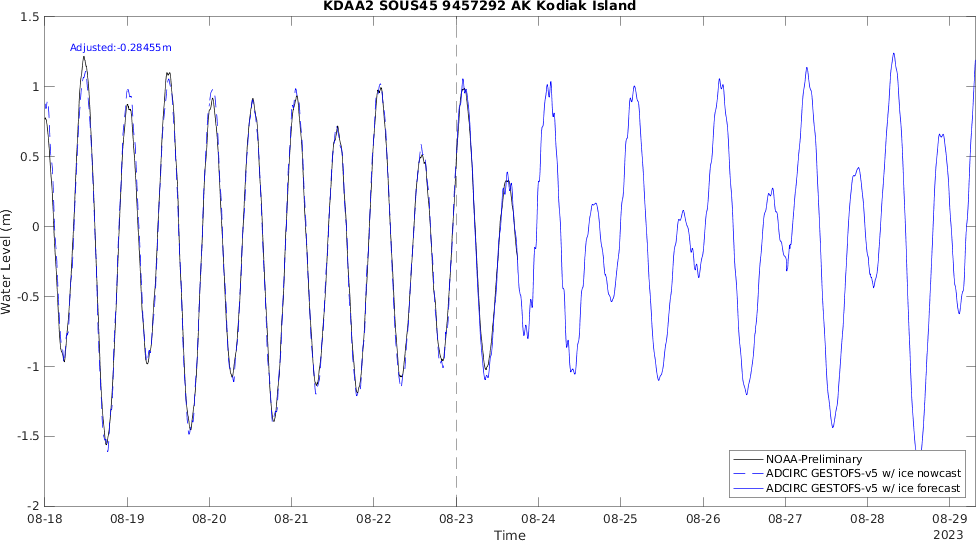 KDAA2 SOUS45 9457292 AK Kodiak Island
Adjusted:-0.28455m
Water Level (m)
1.5
1
0.5
0
-0.5
-1
-1.5
-2
NOAA-Preliminary
ADCIRC GESTOFS-v5 w/ ice nowcast
ADCIRC GESTOFS-v5 w/ ice forecast
08-18 08-19 08-20 08-21 08-22 08-23 08-24 08-25 08-26 08-27 08-28 08-29
Time
2023